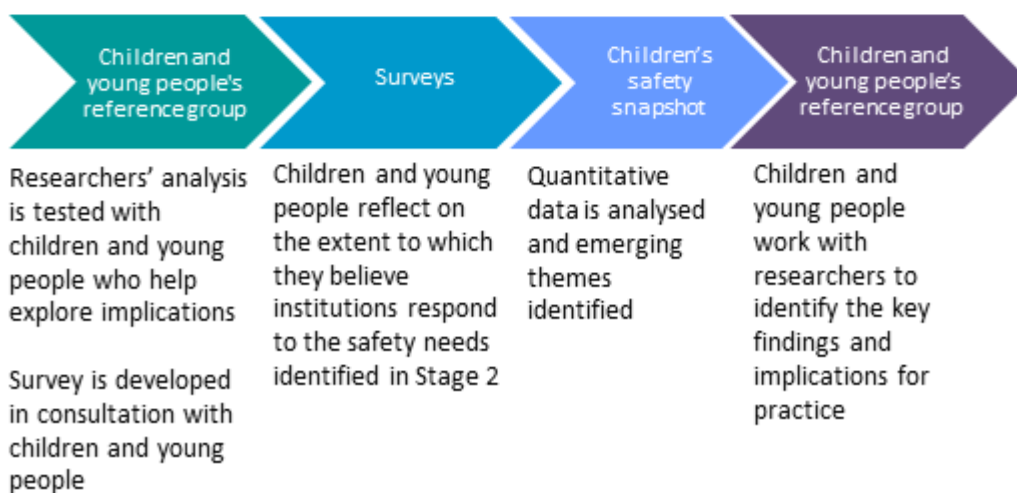 Children and
young people's
reference group
Surveys
Children's
safety
snapshot
Children and
young people's
reference group
Researchers' analysis
is tested with
children and young
people who help
explore implications
Survey is developed
in consultation with
children and young
people
Children and young
people reflect on
the extent to which
they believe
institutions respond
to the safety needs
identified in Stage 2
Quantitative
data is analysed
and emerging
themes
identified
Children and
young people
work with
researchers to
identify the key
findings and
implications for
practice